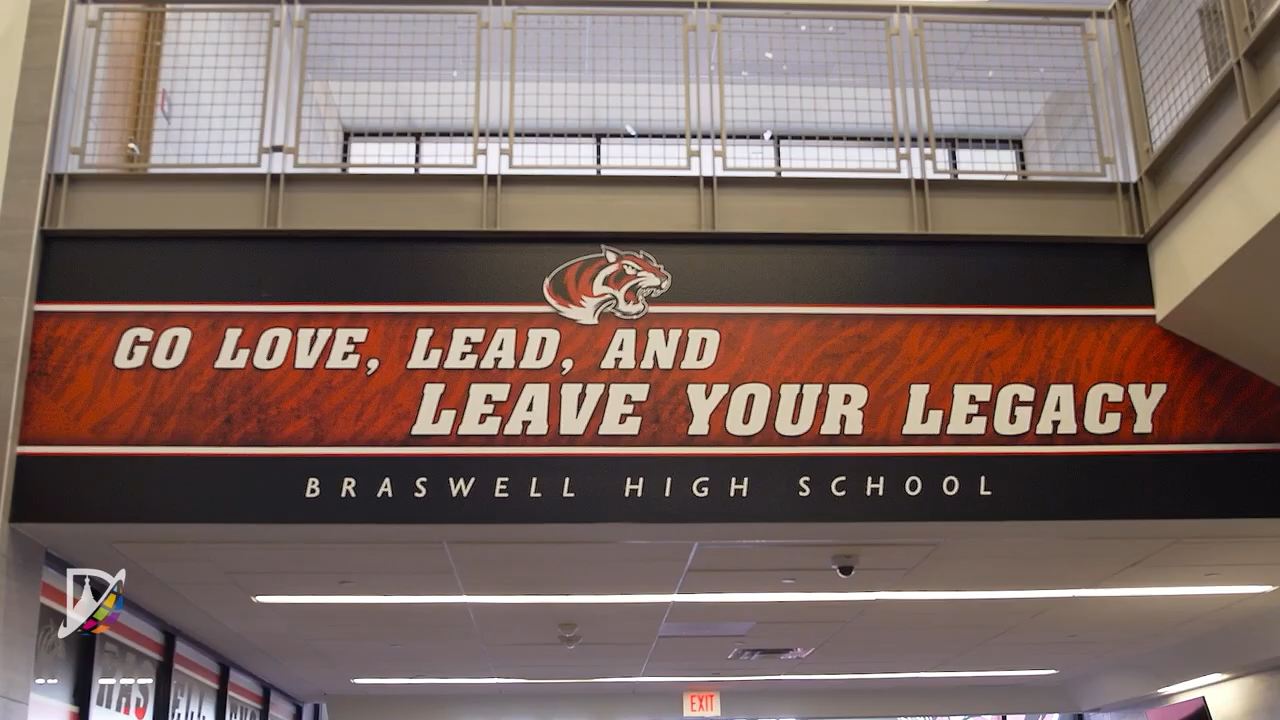 GO LOVE, LEAD, AND
LEAVE YOUR LEGACY
BRASWELL HIGH SCHOOL
EXIT